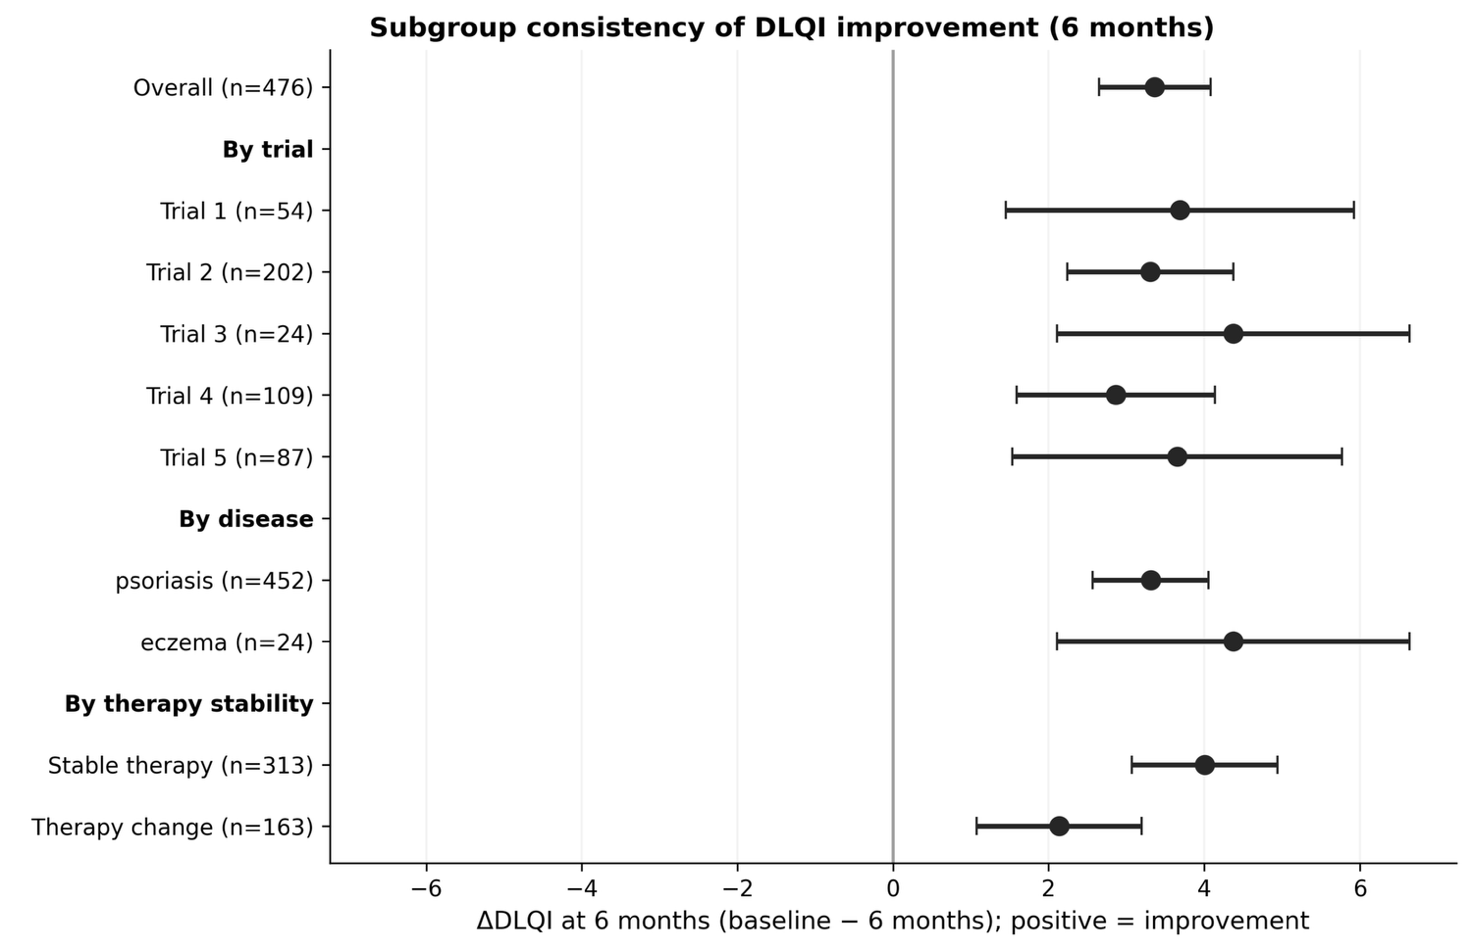 Subgroup consistency of DLQI improvement (6 months)
Overall (n=476)
By trial
Trial 1 (n=54)
Trial 2 (n=202)
Trial 3 (n=24)
Trial 4 (n=109)
Trial 5 (n=87)
By disease
psoriasis (n=452)
eczema (n=24)
By therapy stability
Stable therapy (n=313)
Therapy change (n=163)
−6 −4 −2 0 2 4 6
ΔDLQI at 6 months (baseline − 6 months); positive = improvement